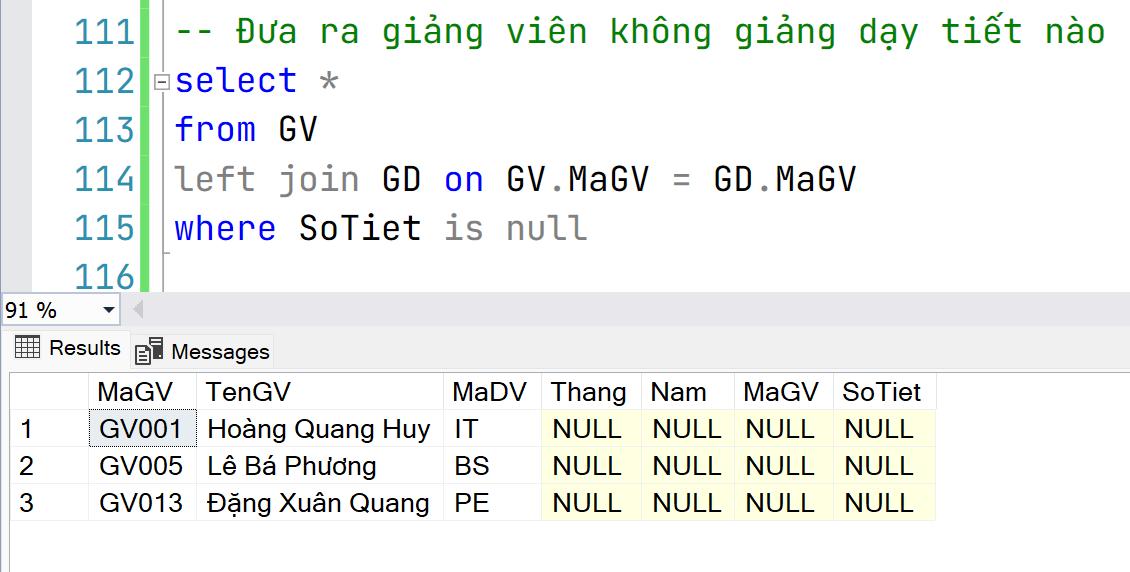 111 -- Đưa ra giảng viên không giảng dạy tiết nào
112 select *
113 from GV
114 left join GD on GV.MaGV = GD.MaGV
115 where SoTiet is null
116
91 %
Results Messages
MaGV TenGV MaDV Thang Nam MaGV SoTiet
1 GV001 Hoàng Quang Huy IT NULL NULL NULL NULL
2 GV005 Lê Bá Phương BS NULL NULL NULL NULL
3 GV013 Đặng Xuân Quang PE NULL NULL NULL NULL